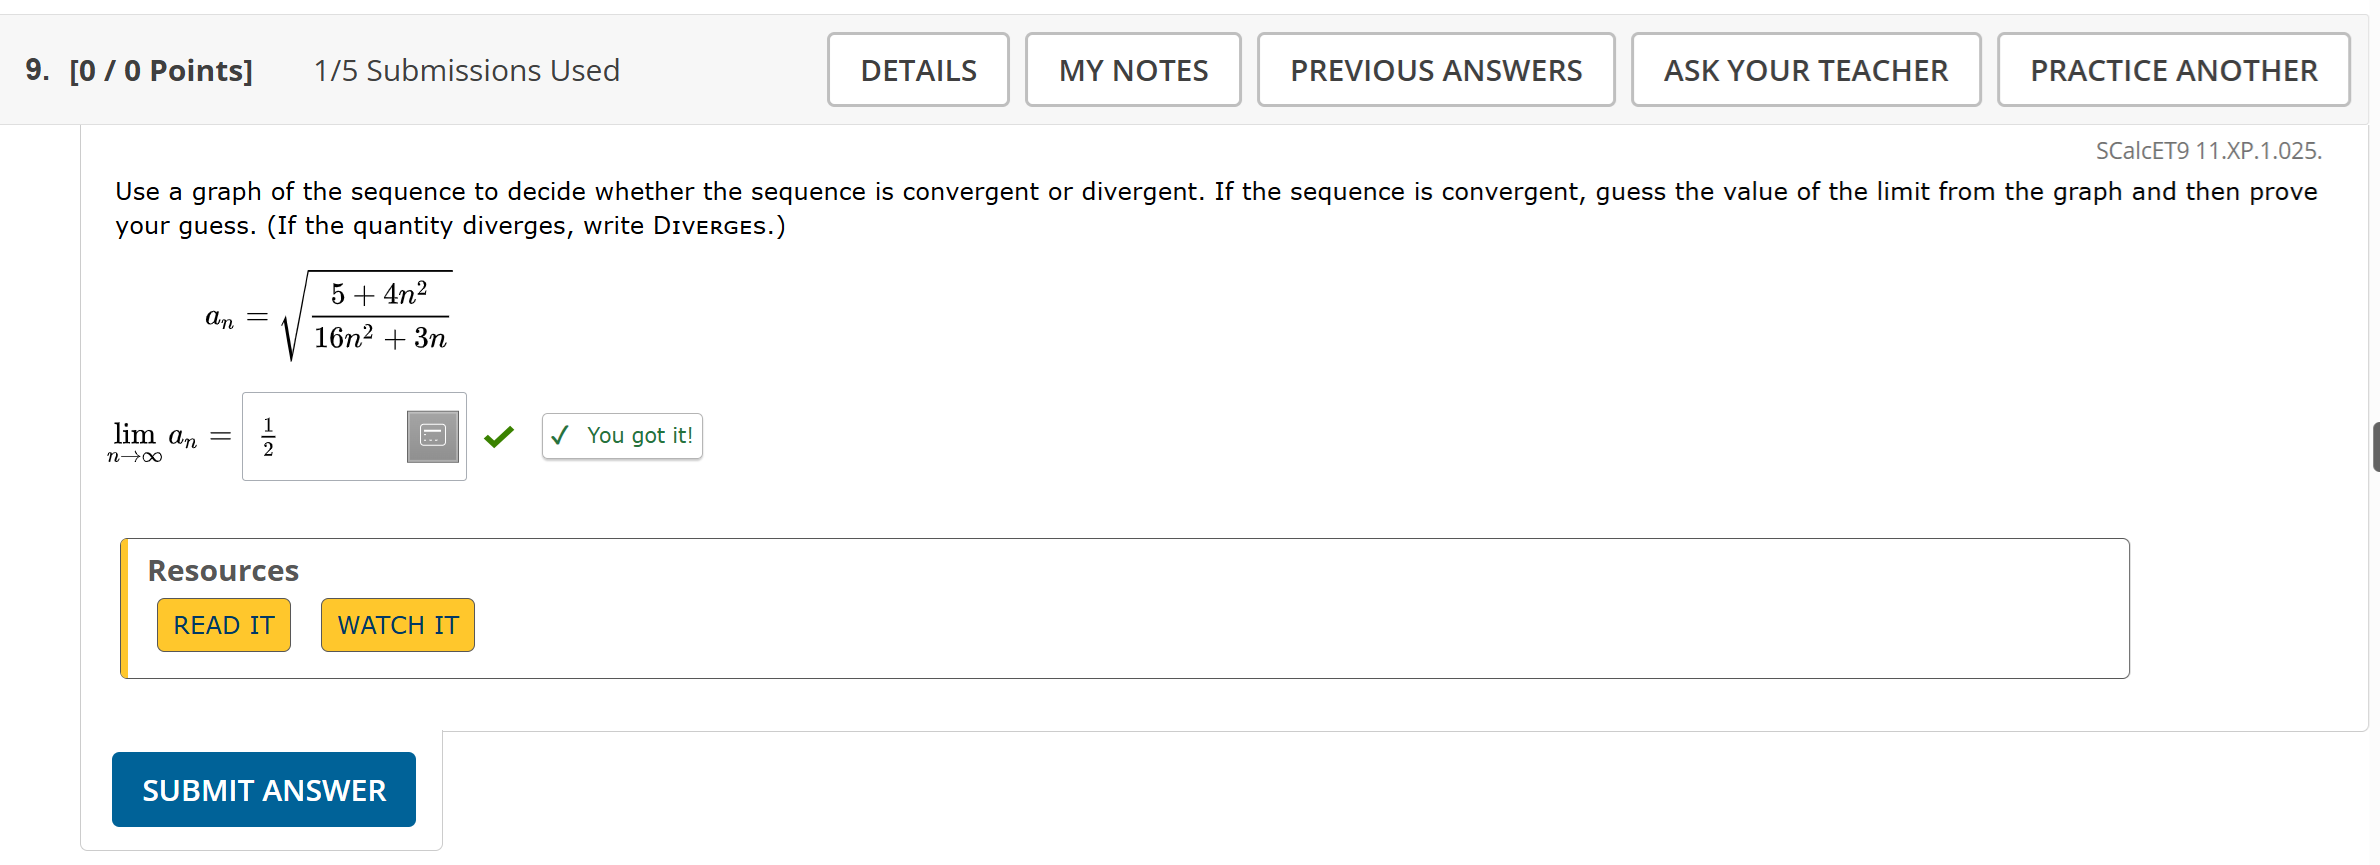 9. [0 / 0 Points] 1/5 Submissions Used DETAILS MY NOTES PREVIOUS ANSWERS ASK YOUR TEACHER PRACTICE ANOTHER
SCalcET9 11.XP.1.025.
Use a graph of the sequence to decide whether the sequence is convergent or divergent. If the sequence is convergent, guess the value of the limit from the graph and then prove
your guess. (If the quantity diverges, write DIVERGES.)
aₙ = √((5 + 4n²)/(16n² + 3n))
lim n→∞ aₙ = 1/2 ✓ You got it!
Resources
READ IT WATCH IT
SUBMIT ANSWER